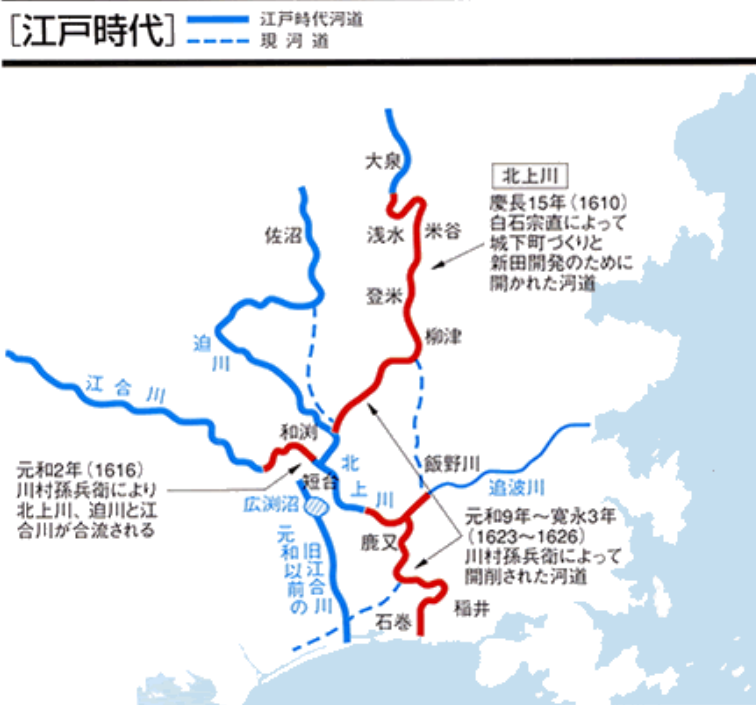 [江戸時代]
江戸時代河道
現河道
大泉
北上川
慶長15年(1610)
白石宗直によって
城下町づくりと
新田開発のために
開かれた河道
佐沼
浅水
米谷
登米
迫川
柳津
江合川
和渕
元和2年(1616)
川村孫兵衛により
北上川、迫川と江
合川が合流される
短台
北上川
飯野川
追波川
広渕沼
元和9年~寛永3年
(1623~1626)
川村孫兵衛によって
開削された河道
鹿又
旧江合川
元和以前の
稲井
石巻